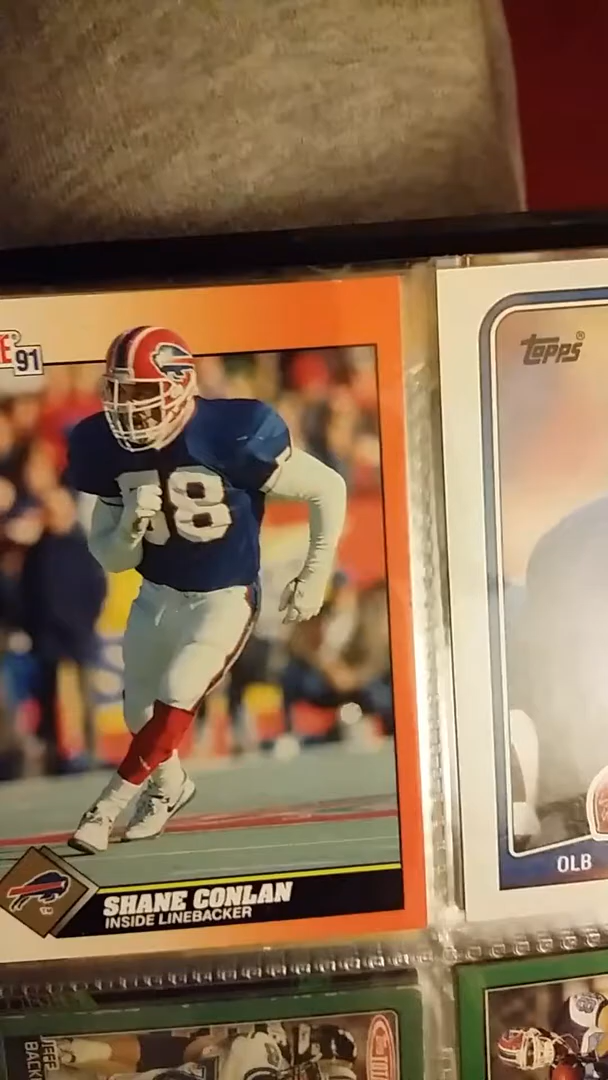 E 91
Topps®
58
SHANE CONLAN
INSIDE LINEBACKER
OLB
JEFF
BACK